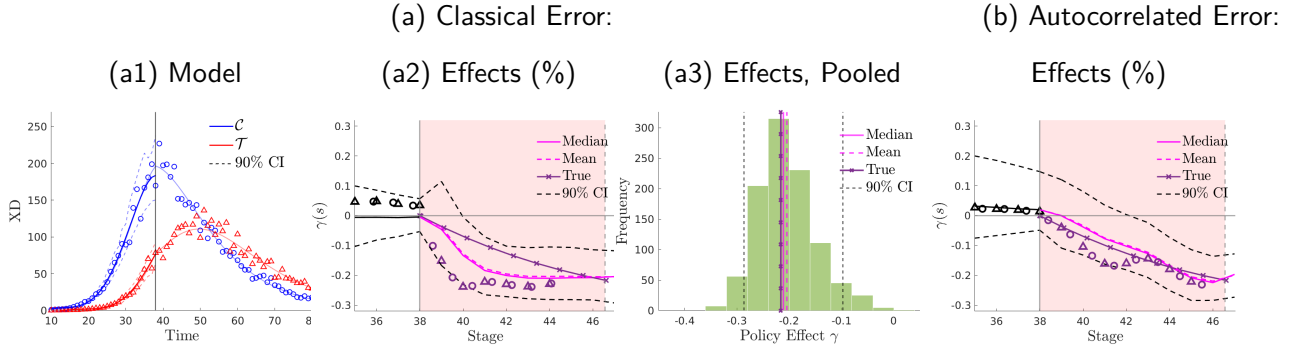 (a) Classical Error:
(b) Autocorrelated Error:
(a1) Model
(a2) Effects (%)
(a3) Effects, Pooled
Effects (%)
250
200
150
100
50
0
XD
10 20 30 40 50 60 70 8
Time
𝒞
𝒯
90% CI
0.3
0.2
0.1
0
-0.1
-0.2
-0.3
γ(s)
36 38 40 42 44 46
Stage
Median
Mean
True
90% CI
300
250
200
150
100
50
0
Frequency
-0.4 -0.3 -0.2 -0.1 0
Policy Effect γ
Median
Mean
True
90% CI
0.3
0.2
0.1
0
-0.1
-0.2
-0.3
γ(s)
36 38 40 42 44 46
Stage
Median
Mean
True
90% CI